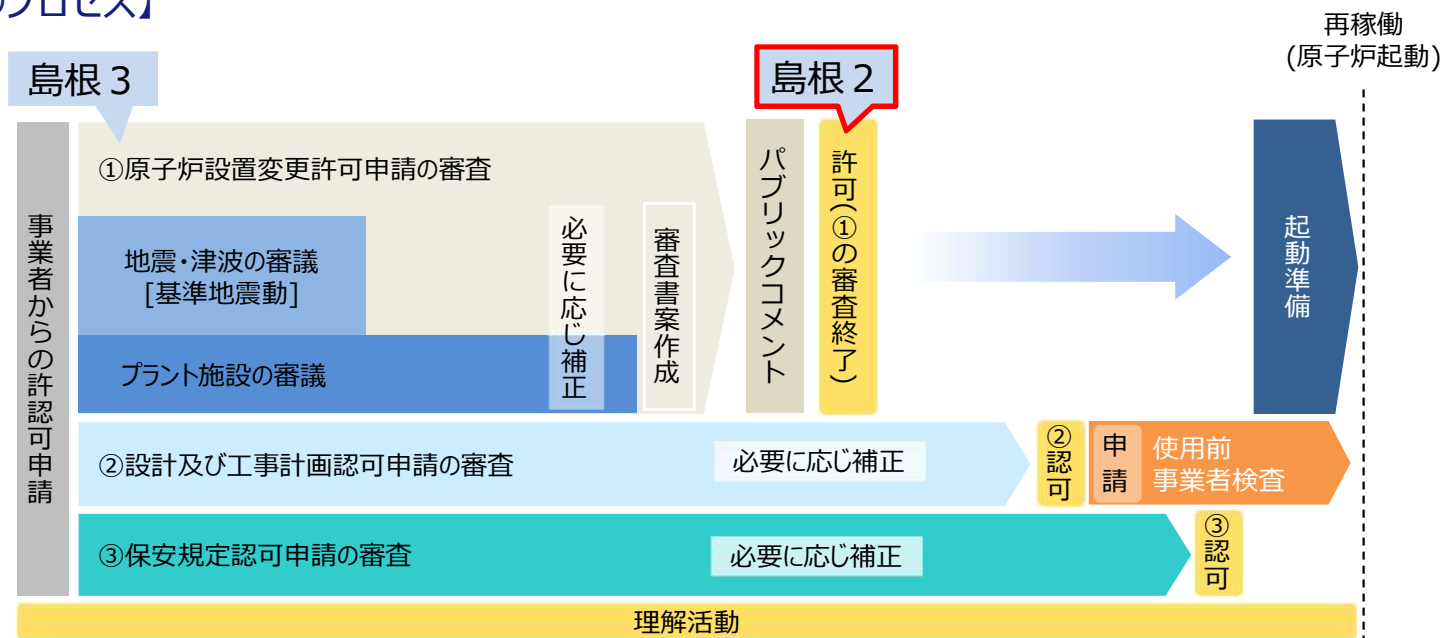 のプロセス】
再稼働
(原子炉起動)
島根３
島根２
事業者からの許認可申請
①原子炉設置変更許可申請の審査
地震・津波の審議
[基準地震動]
プラント施設の審議
必要に応じ補正
審査書案作成
パブリックコメント
許可(①の審査終了)
起動準備
②設計及び工事計画認可申請の審査
必要に応じ補正
②認可
申請
使用前
事業者検査
③保安規定認可申請の審査
必要に応じ補正
③認可
理解活動